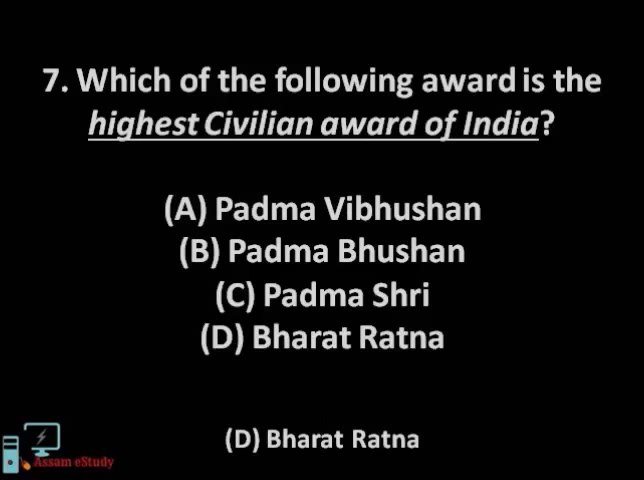 7. Which of the following award is the
highest Civilian award of India?
(A) Padma Vibhushan
(B) Padma Bhushan
(C) Padma Shri
(D) Bharat Ratna
(D) Bharat Ratna
Assam eStudy